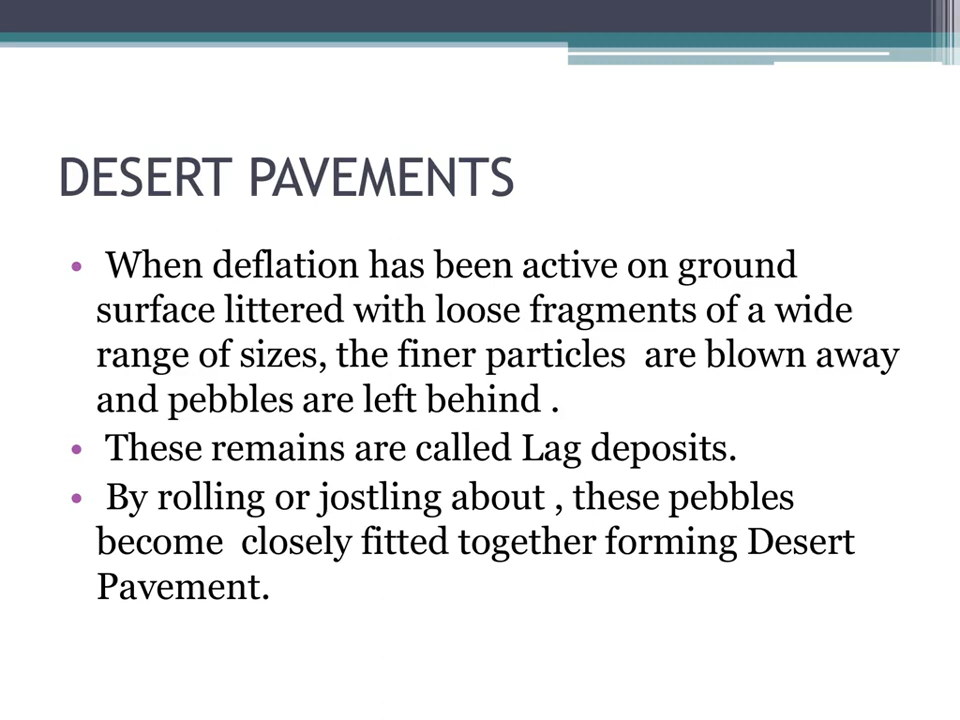 DESERT PAVEMENTS
• When deflation has been active on ground
surface littered with loose fragments of a wide
range of sizes, the finer particles  are blown away
and pebbles are left behind .
• These remains are called Lag deposits.
• By rolling or jostling about , these pebbles
become  closely fitted together forming Desert
Pavement.